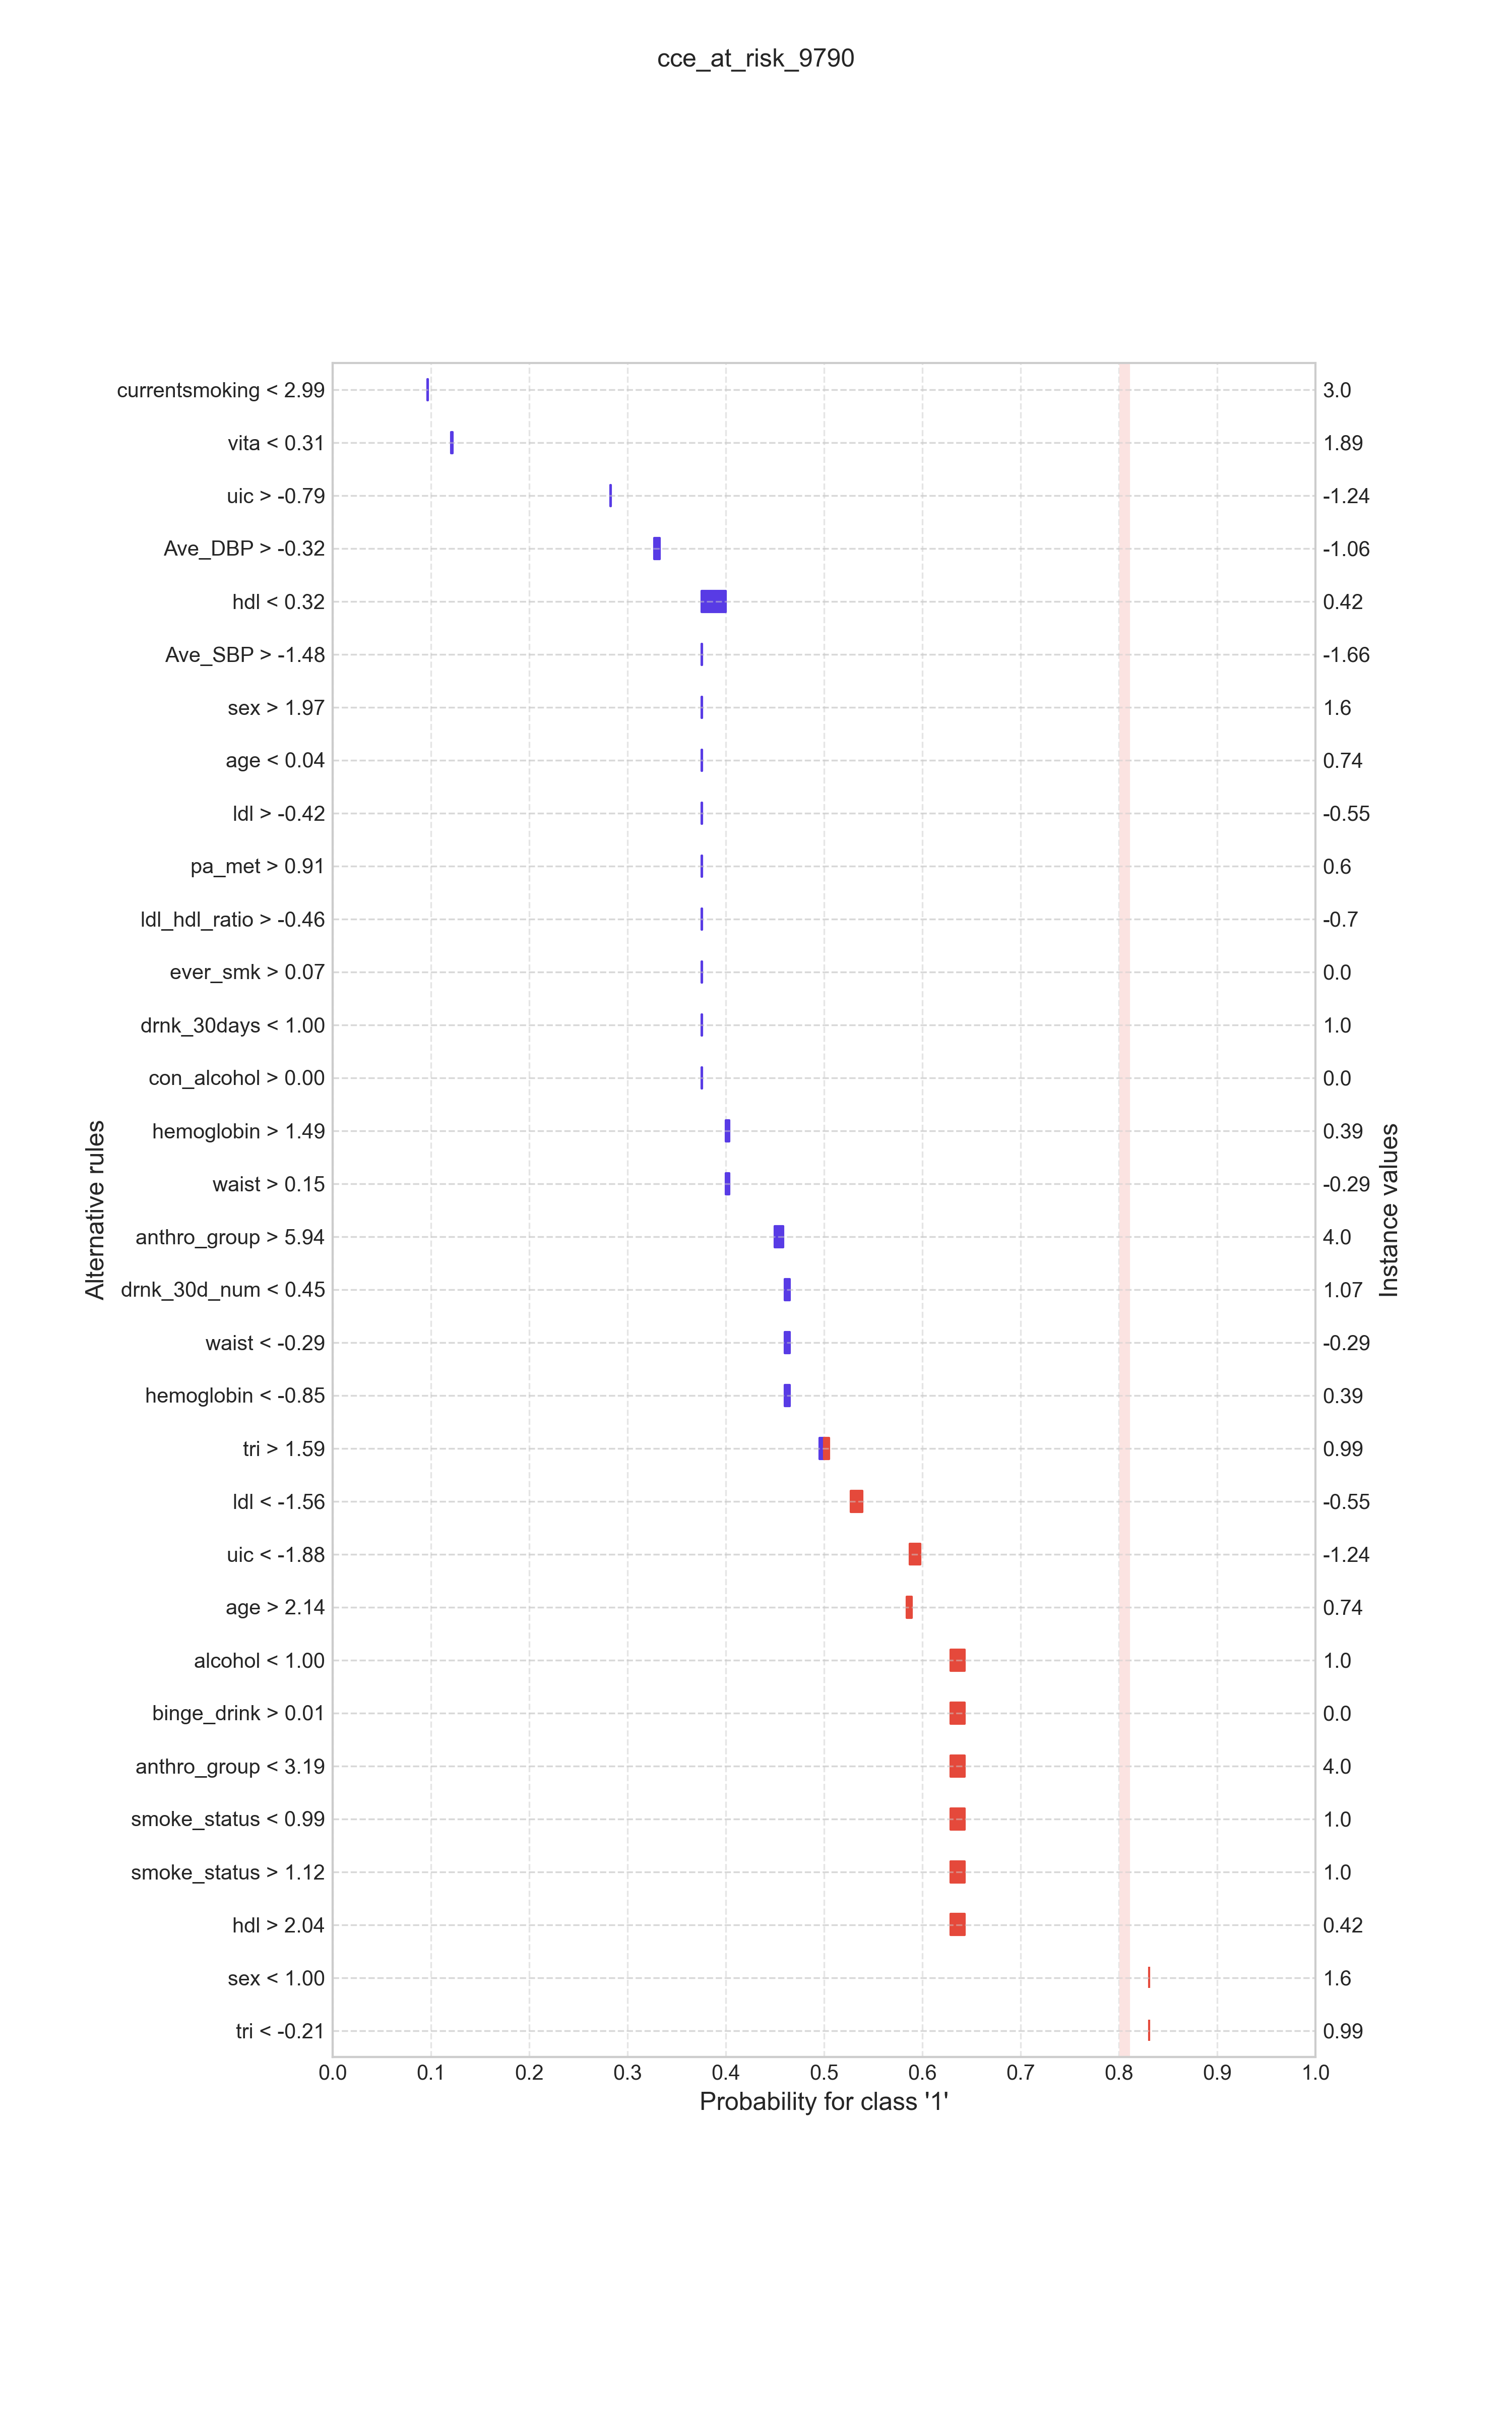 cce_at_risk_9790
currentsmoking < 2.99 3.0
vita < 0.31 1.89
uic > -0.79 -1.24
Ave_DBP > -0.32 -1.06
hdl < 0.32 0.42
Ave_SBP > -1.48 -1.66
sex > 1.97 1.6
age < 0.04 0.74
ldl > -0.42 -0.55
pa_met > 0.91 0.6
ldl_hdl_ratio > -0.46 -0.7
ever_smk > 0.07 0.0
drnk_30days < 1.00 1.0
con_alcohol > 0.00 0.0
hemoglobin > 1.49 0.39
waist > 0.15 -0.29
anthro_group > 5.94 4.0
drnk_30d_num < 0.45 1.07
waist < -0.29 -0.29
hemoglobin < -0.85 0.39
tri > 1.59 0.99
ldl < -1.56 -0.55
uic < -1.88 -1.24
age > 2.14 0.74
alcohol < 1.00 1.0
binge_drink > 0.01 0.0
anthro_group < 3.19 4.0
smoke_status < 0.99 1.0
smoke_status > 1.12 1.0
hdl > 2.04 0.42
sex < 1.00 1.6
tri < -0.21 0.99
Alternative rules
Instance values
0.0 0.1 0.2 0.3 0.4 0.5 0.6 0.7 0.8 0.9 1.0
Probability for class '1'